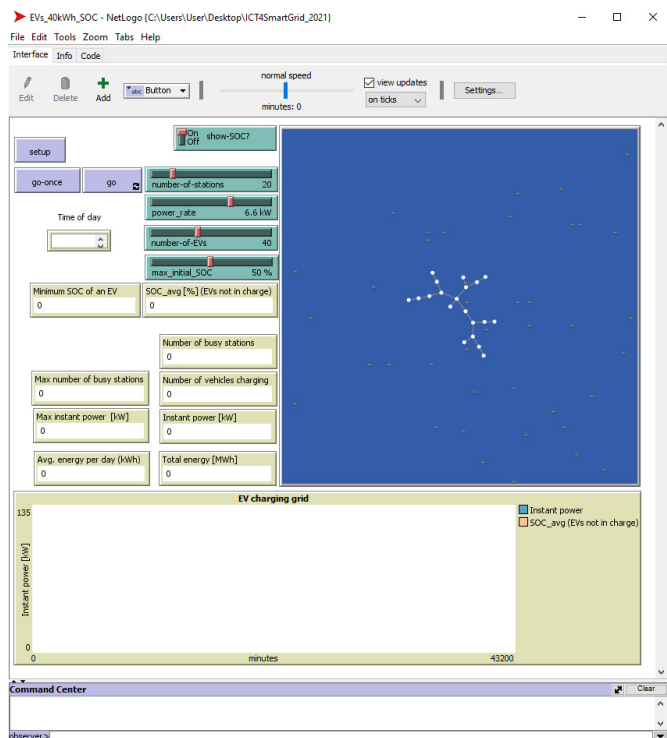 EVs_40kWh_SOC - NetLogo {C:\Users\User\Desktop\ICT4SmartGrid_2021}
File Edit Tools Zoom Tabs Help
Interface Info Code
Edit Delete Add abc Button normal speed view updates
minutes: 0 on ticks Settings...
On
Off show-SOC?
setup
go-once go
number-of-stations 20
Time of day
power_rate 6.6 kW
number-of-EVs 40
max_initial_SOC 50 %
Minimum SOC of an EV SOC_avg [%] (EVs not in charge)
0 0
Number of busy stations
0
Max number of busy stations Number of vehicles charging
0 0
Max instant power [kW] Instant power [kW]
0 0
Avg. energy per day (kWh) Total energy [MWh]
0 0
EV charging grid
135
Instant power [kW]
0
0 minutes 43200
Instant power
SOC_avg (EVs not in charge)
Command Center Clear
observer>